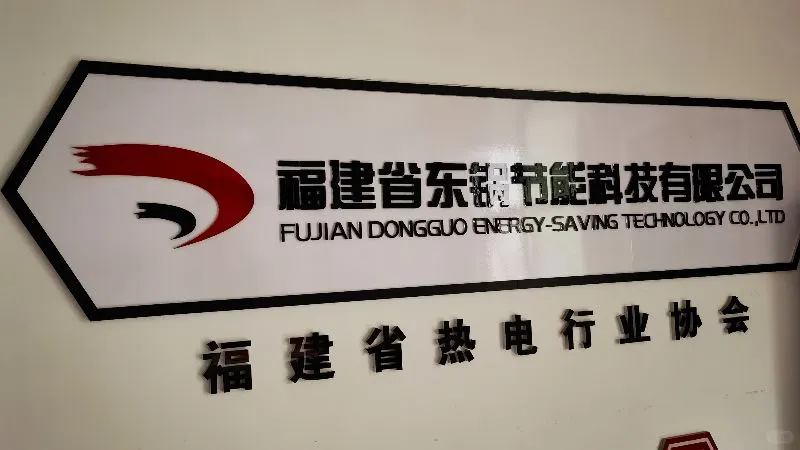 福建省东锅节能科技有限公司
FUJIAN DONGGUO ENERGY-SAVING TECHNOLOGY CO.,LTD
福建省热电行业协会